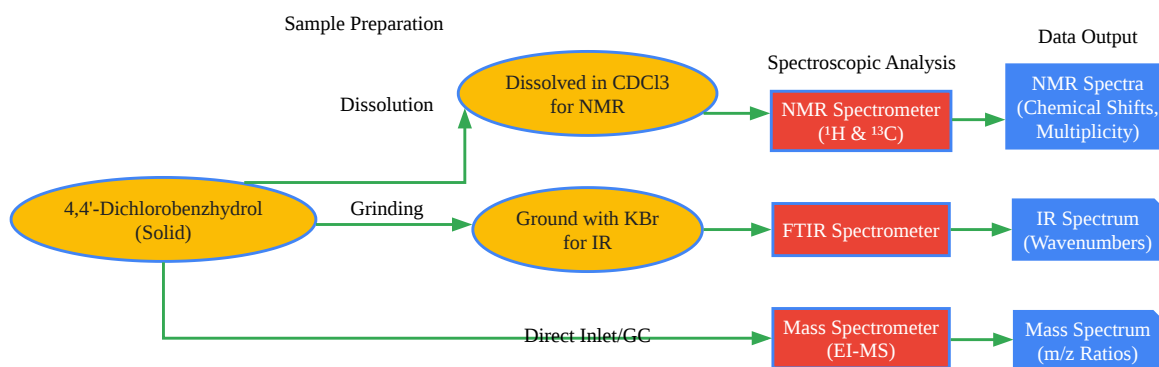 Sample Preparation
Data Output
Spectroscopic Analysis
Dissolution
Dissolved in CDCl3
for NMR
NMR Spectrometer
(¹H & ¹³C)
NMR Spectra
(Chemical Shifts,
Multiplicity)
4,4'-Dichlorobenzhydrol
(Solid)
Grinding
Ground with KBr
for IR
FTIR Spectrometer
IR Spectrum
(Wavenumbers)
Direct Inlet/GC
Mass Spectrometer
(EI-MS)
Mass Spectrum
(m/z Ratios)